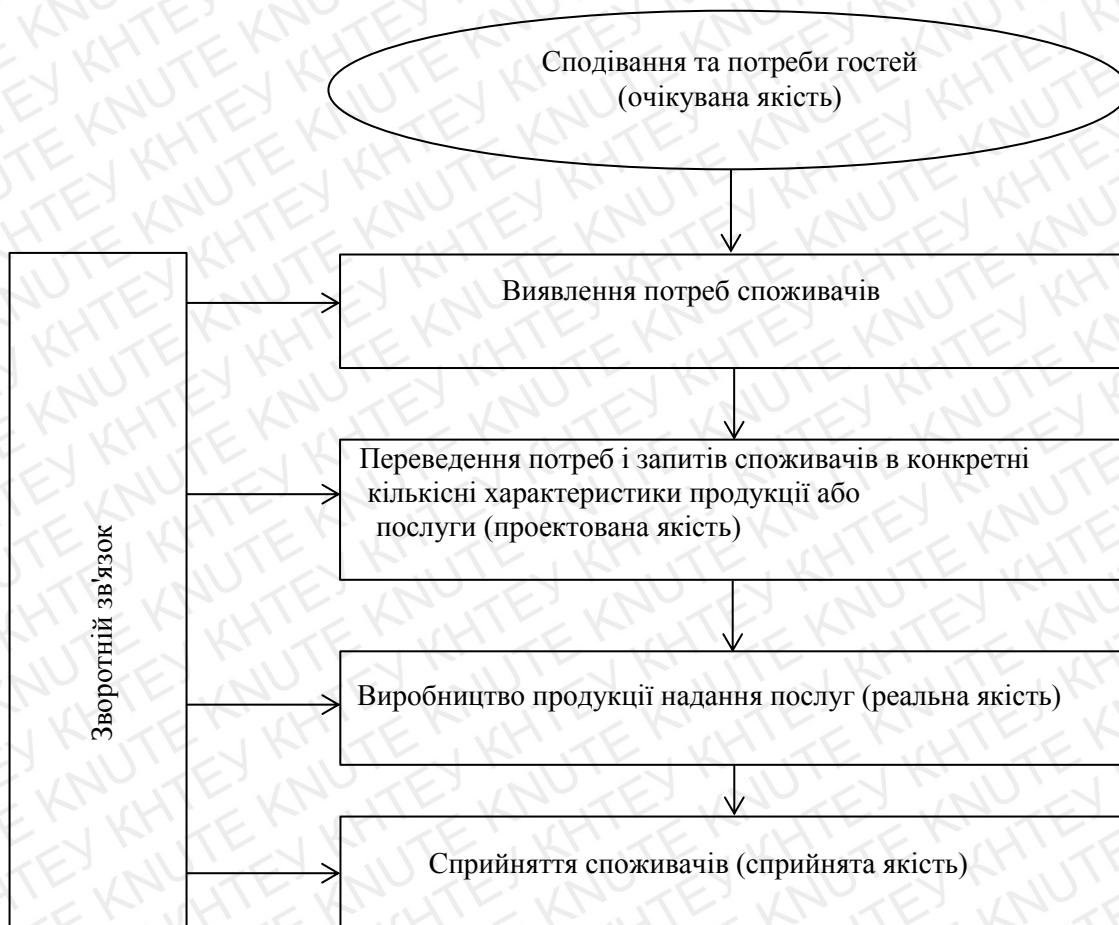 Сподівання та потреби гостей
(очікувана якість)
Виявлення потреб споживачів
Переведення потреб і запитів споживачів в конкретні
кількісні характеристики продукції або
послуги (проектована якість)
Зворотній зв'язок
Виробництво продукції надання послуг (реальна якість)
Сприйняття споживачів (сприйнята якість)